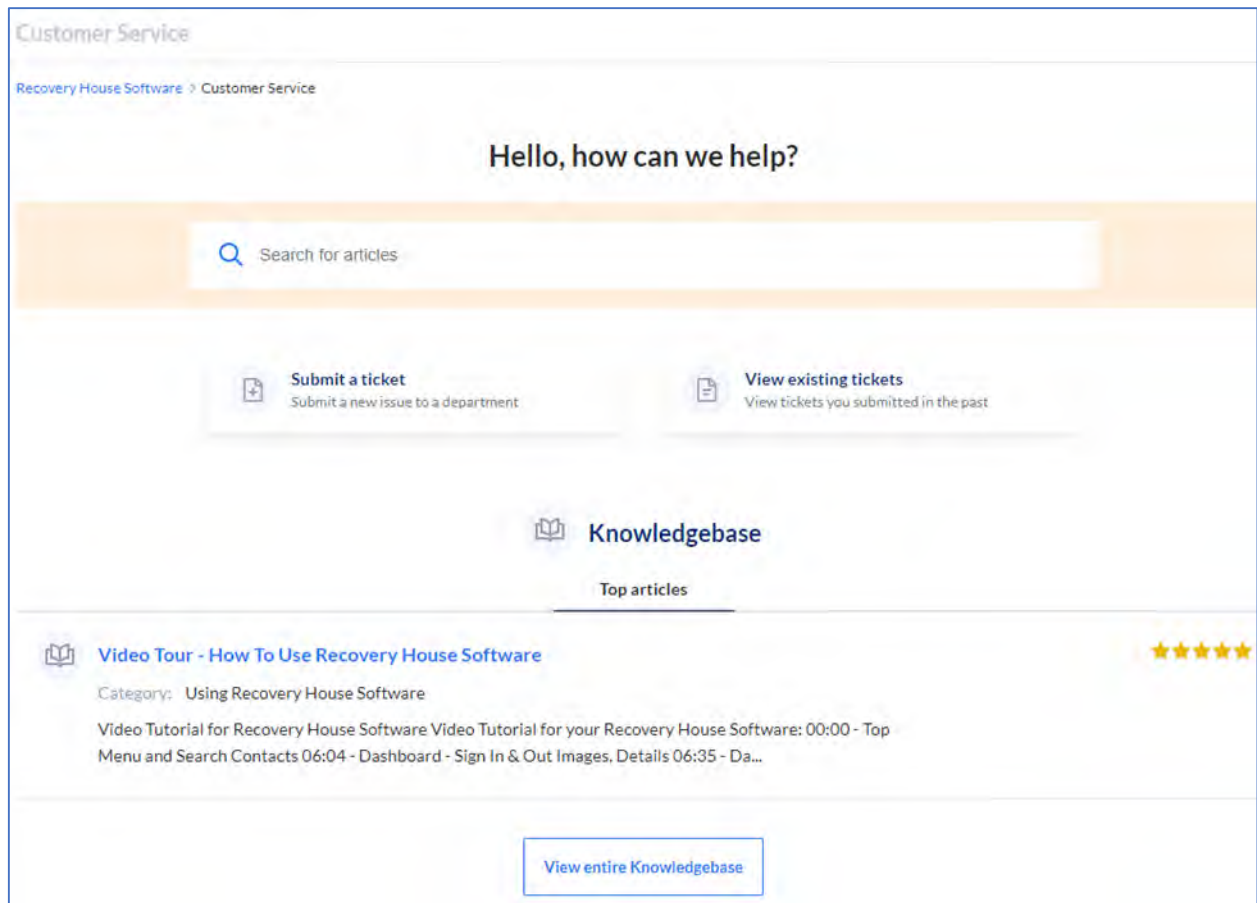 Customer Service
Recovery House Software > Customer Service
Hello, how can we help?
Search for articles
Submit a ticket
Submit a new issue to a department
View existing tickets
View tickets you submitted in the past
Knowledgebase
Top articles
Video Tour - How To Use Recovery House Software
Category: Using Recovery House Software
Video Tutorial for Recovery House Software Video Tutorial for your Recovery House Software: 00:00 - Top
Menu and Search Contacts 06:04 - Dashboard - Sign In & Out Images, Details 06:35 - Da...
View entire Knowledgebase